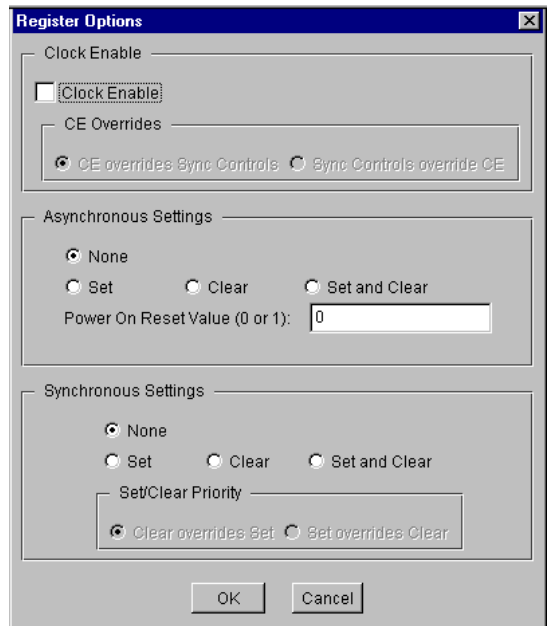 Register Options
Clock Enable
Clock Enable
CE Overrides
CE overrides Sync Controls Sync Controls override CE
Asynchronous Settings
None
Set Clear Set and Clear
Power On Reset Value (0 or 1): 0
Synchronous Settings
None
Set Clear Set and Clear
Set/Clear Priority
Clear overrides Set Set overrides Clear
OK Cancel